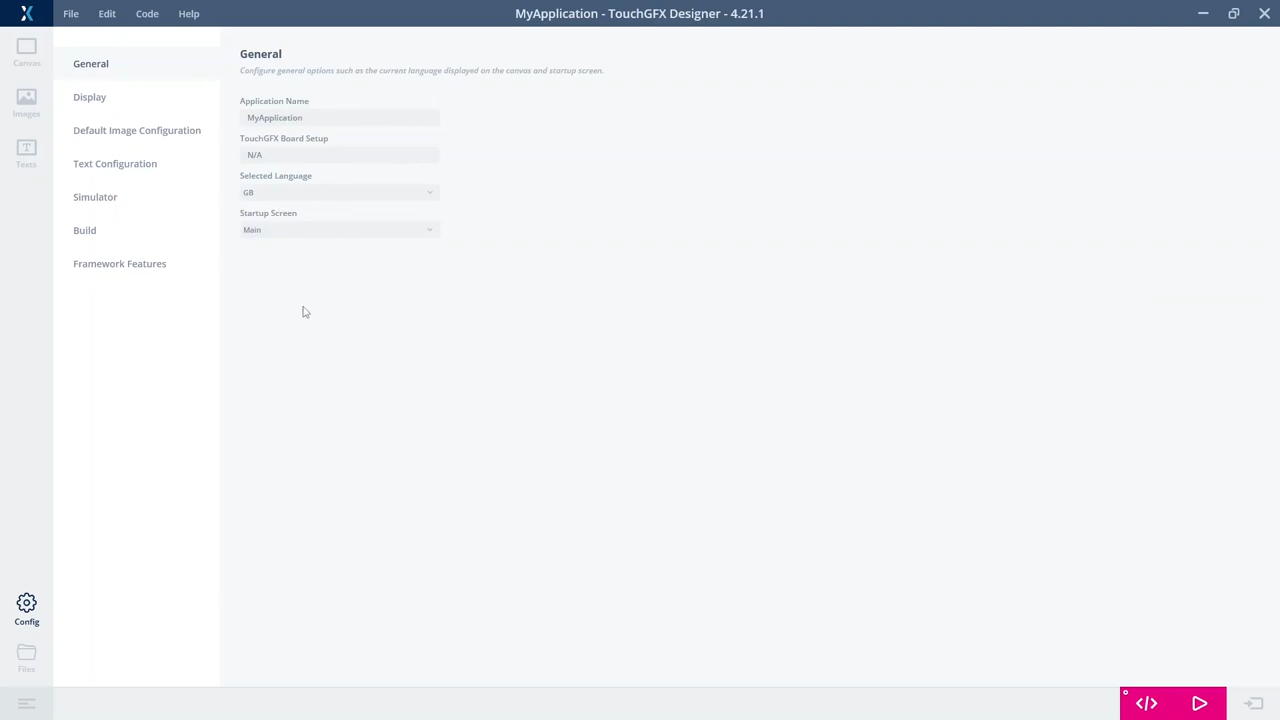 File Edit Code Help MyApplication - TouchGFX Designer - 4.21.1
Canvas
Images
Texts
Config
Files
General
Display
Default Image Configuration
Text Configuration
Simulator
Build
Framework Features
General
Configure general options such as the current language displayed on the canvas and startup screen.
Application Name
MyApplication
TouchGFX Board Setup
N/A
Selected Language
GB
Startup Screen
Main